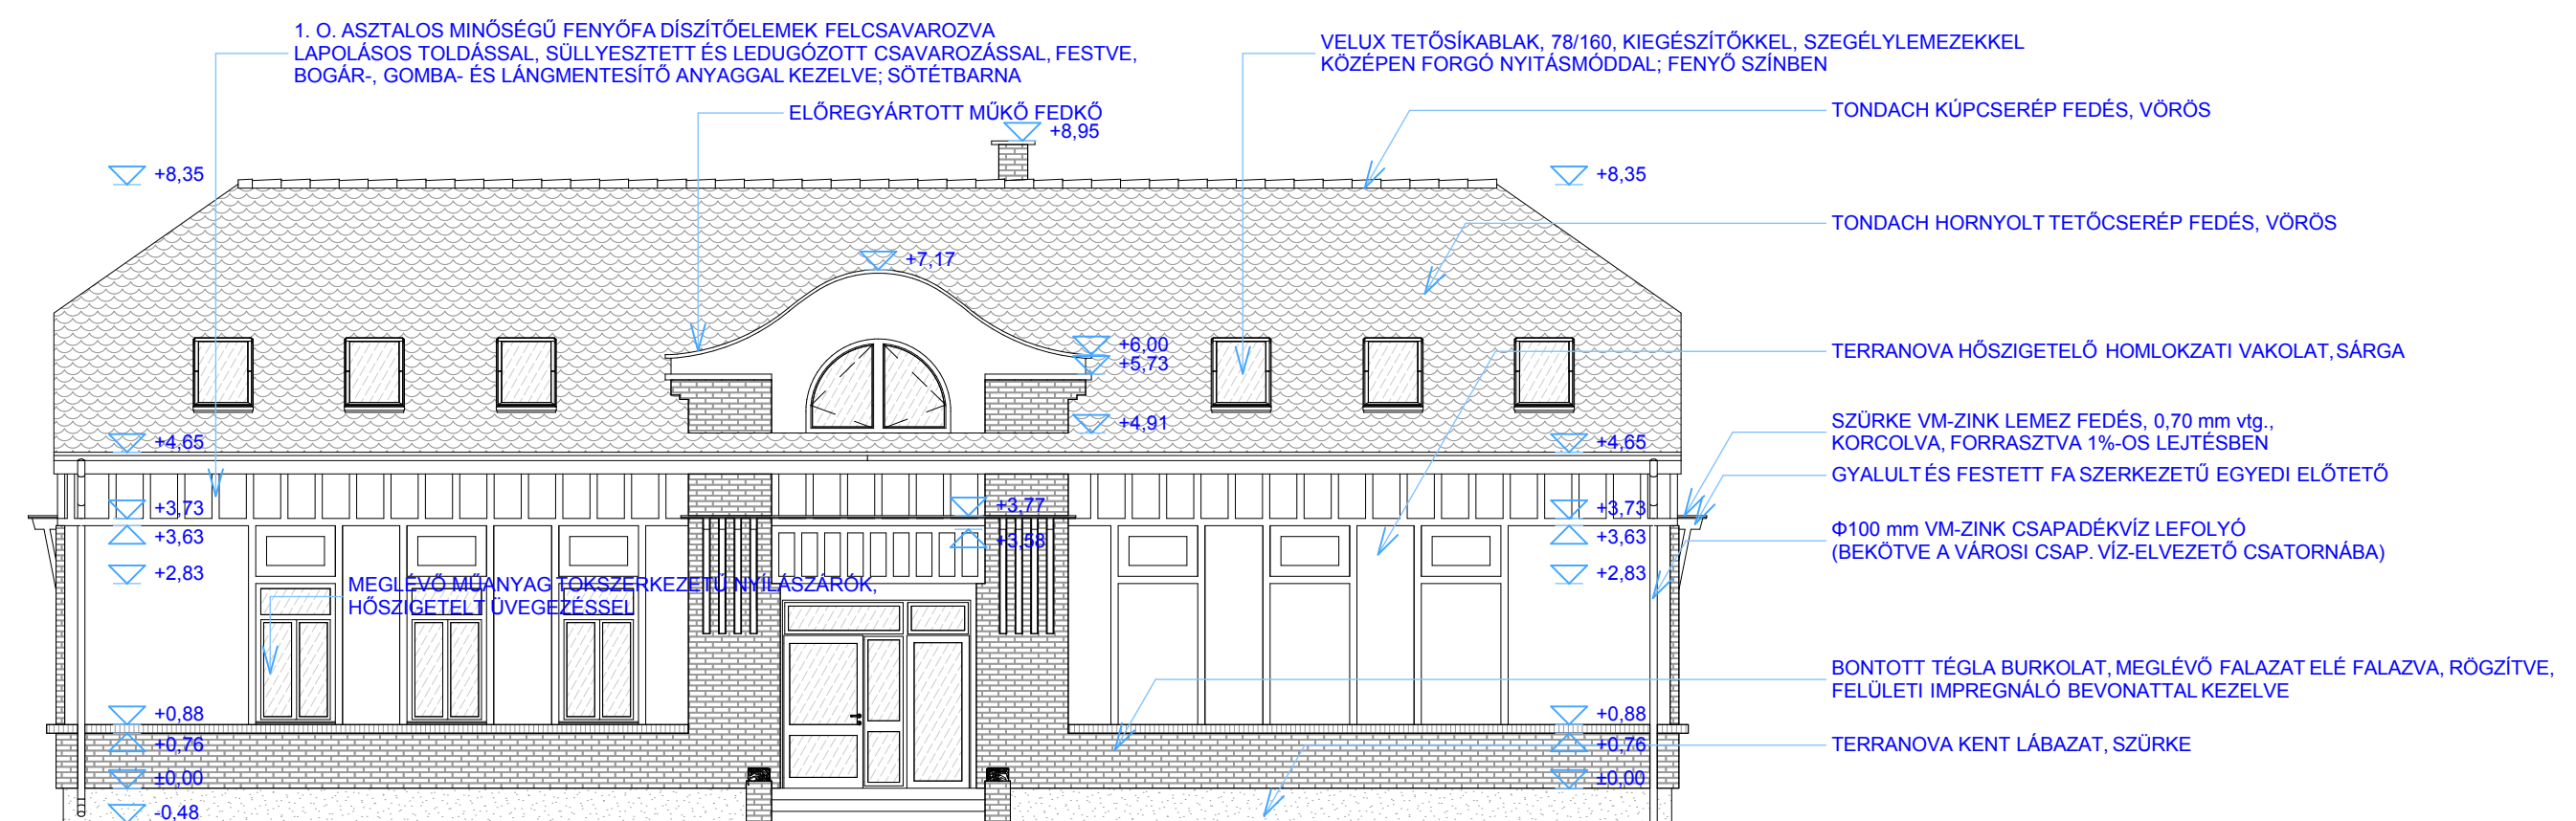 1. O. ASZTALOS MINŐSÉGŰ FENYŐFA DÍSZÍTŐELEMEK FELCSAVAROZVA
LAPOLÁSOS TOLDÁSSAL, SÜLLYESZTETT ÉS LEDUGÓZOTT CSAVAROZÁSSAL, FESTVE,
BOGÁR-, GOMBA- ÉS LÁNGMENTESÍTŐ ANYAGGAL KEZELVE; SÖTÉTBARNA
VELUX TETŐSÍKABLAK, 78/160, KIEGÉSZÍTŐKKEL, SZEGÉLYLEMEZEKKEL
KÖZÉPEN FORGÓ NYITÁSMÓDDAL; FENYŐ SZÍNBEN
ELŐREGYÁRTOTT MŰKŐ FEDKŐ
TONDACH KÚPCSERÉP FEDÉS, VÖRÖS
+8,95
+8,35
+8,35
TONDACH HORNYOLT TETŐCSERÉP FEDÉS, VÖRÖS
+7,17
+6,00
TERRANOVA HŐSZIGETELŐ HOMLOKZATI VAKOLAT, SÁRGA
+5,73
+4,91
SZÜRKE VM-ZINK LEMEZ FEDÉS, 0,70 mm vtg.,
KORCOLVA, FORRASZTVA 1%-OS LEJTÉSBEN
+4,65
+4,65
GYALULT ÉS FESTETT FA SZERKEZETŰ EGYEDI ELŐTETŐ
+3,73
+3,77
+3,73
Φ100 mm VM-ZINK CSAPADÉKVÍZ LEFOLYÓ
(BEKÖTVE A VÁROSI CSAP. VÍZ-ELVEZETŐ CSATORNÁBA)
+3,63
+3,58
+3,63
+2,83
+2,83
MEGLÉVŐ MŰANYAG TOKSZERKEZETŰ NYÍLÁSZÁRÓK,
HŐSZIGETELT ÜVEGEZÉSSEL
BONTOTT TÉGLA BURKOLAT, MEGLÉVŐ FALAZAT ELÉ FALAZVA, RÖGZÍTVE,
FELÜLETI IMPREGNÁLÓ BEVONATTAL KEZELVE
+0,88
+0,88
+0,76
+0,76
TERRANOVA KENT LÁBAZAT, SZÜRKE
±0,00
±0,00
-0,48